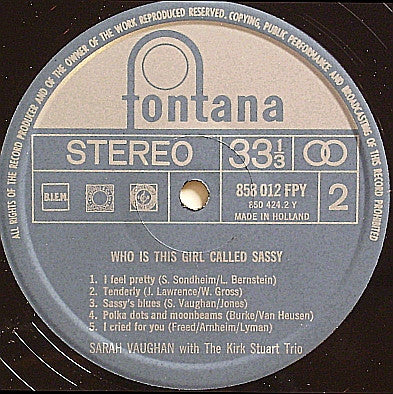 ALL RIGHTS OF THE RECORD PRODUCER AND OF THE OWNER OF THE WORK REPRODUCED RESERVED. COPYING, PUBLIC PERFORMANCE AND BROADCASTING OF THIS RECORD PROHIBITED
fontana
STEREO 33 1/3
B.I.E.M. 858 012 FPY 2
850 424.2 Y
MADE IN HOLLAND
WHO IS THIS GIRL CALLED SASSY
1. I feel pretty (S. Sondheim/L. Bernstein)
2. Tenderly (J. Lawrence/W. Gross)
3. Sassy's blues (S. Vaughan/Jones)
4. Polka dots and moonbeams (Burke/Van Heusen)
5. I cried for you (Freed/Arnheim/Lyman)
SARAH VAUGHAN with The Kirk Stuart Trio